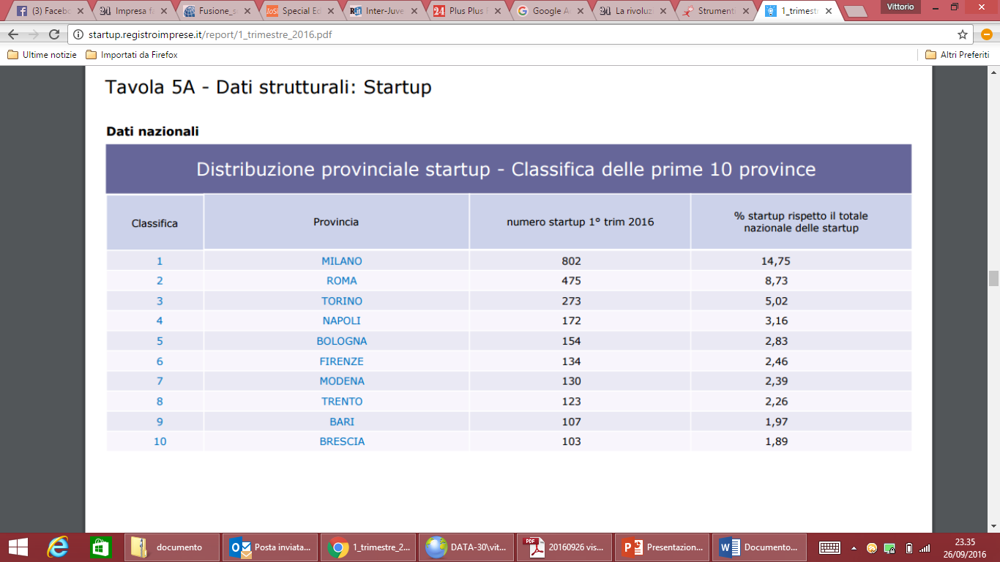 (3) Facebo
Impresa fa
Fusione_s
Special Ed
Inter-Juve
Plus Plus
Google A
La rivoluz
Strument
1_trimest
Vittorio
startup.registroimprese.it/report/1_trimestre_2016.pdf
Ultime notizie
Importati da Firefox
Altri Preferiti
Tavola 5A - Dati strutturali: Startup
Dati nazionali
Distribuzione provinciale startup - Classifica delle prime 10 province
Classifica Provincia numero startup 1° trim 2016 % startup rispetto il totale
nazionale delle startup
1 MILANO 802 14,75
2 ROMA 475 8,73
3 TORINO 273 5,02
4 NAPOLI 172 3,16
5 BOLOGNA 154 2,83
6 FIRENZE 134 2,46
7 MODENA 130 2,39
8 TRENTO 123 2,26
9 BARI 107 1,97
10 BRESCIA 103 1,89
documento
Posta inviata...
1_trimestre_2...
DATA-30\vit...
20160926 vis...
Presentazion...
Documento...
23.35
26/09/2016